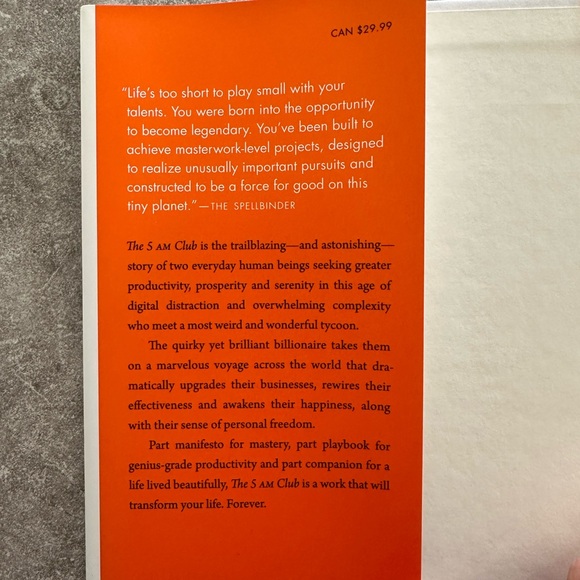 CAN $29.99
“Life’s too short to play small with your
talents. You were born into the opportunity
to become legendary. You’ve been built to
achieve masterwork-level projects, designed
to realize unusually important pursuits and
constructed to be a force for good on this
tiny planet.”—THE SPELLBINDER
The 5 AM Club is the trailblazing—and astonishing—
story of two everyday human beings seeking greater
productivity, prosperity and serenity in this age of
digital distraction and overwhelming complexity
who meet a most weird and wonderful tycoon.
The quirky yet brilliant billionaire takes them
on a marvelous voyage across the world that dra-
matically upgrades their businesses, rewires their
effectiveness and awakens their happiness, along
with their sense of personal freedom.
Part manifesto for mastery, part playbook for
genius-grade productivity and part companion for a
life lived beautifully, The 5 AM Club is a work that will
transform your life. Forever.